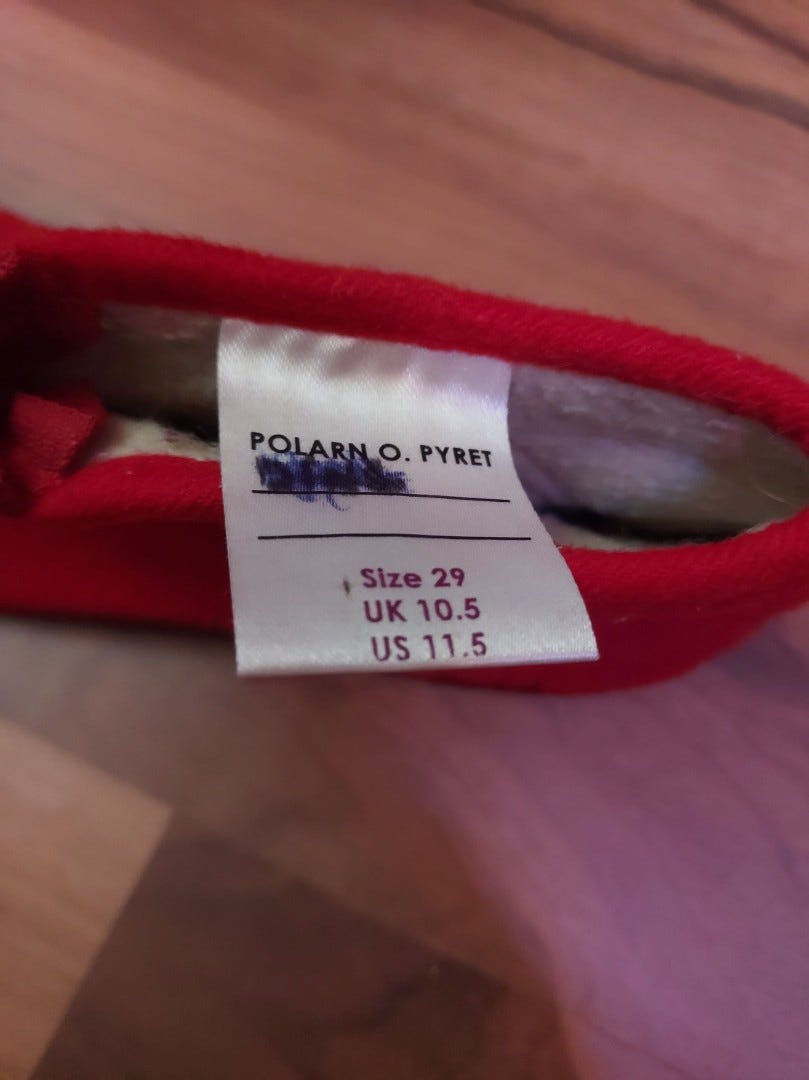 POLARN O. PYRET
Size 29
UK 10.5
US 11.5